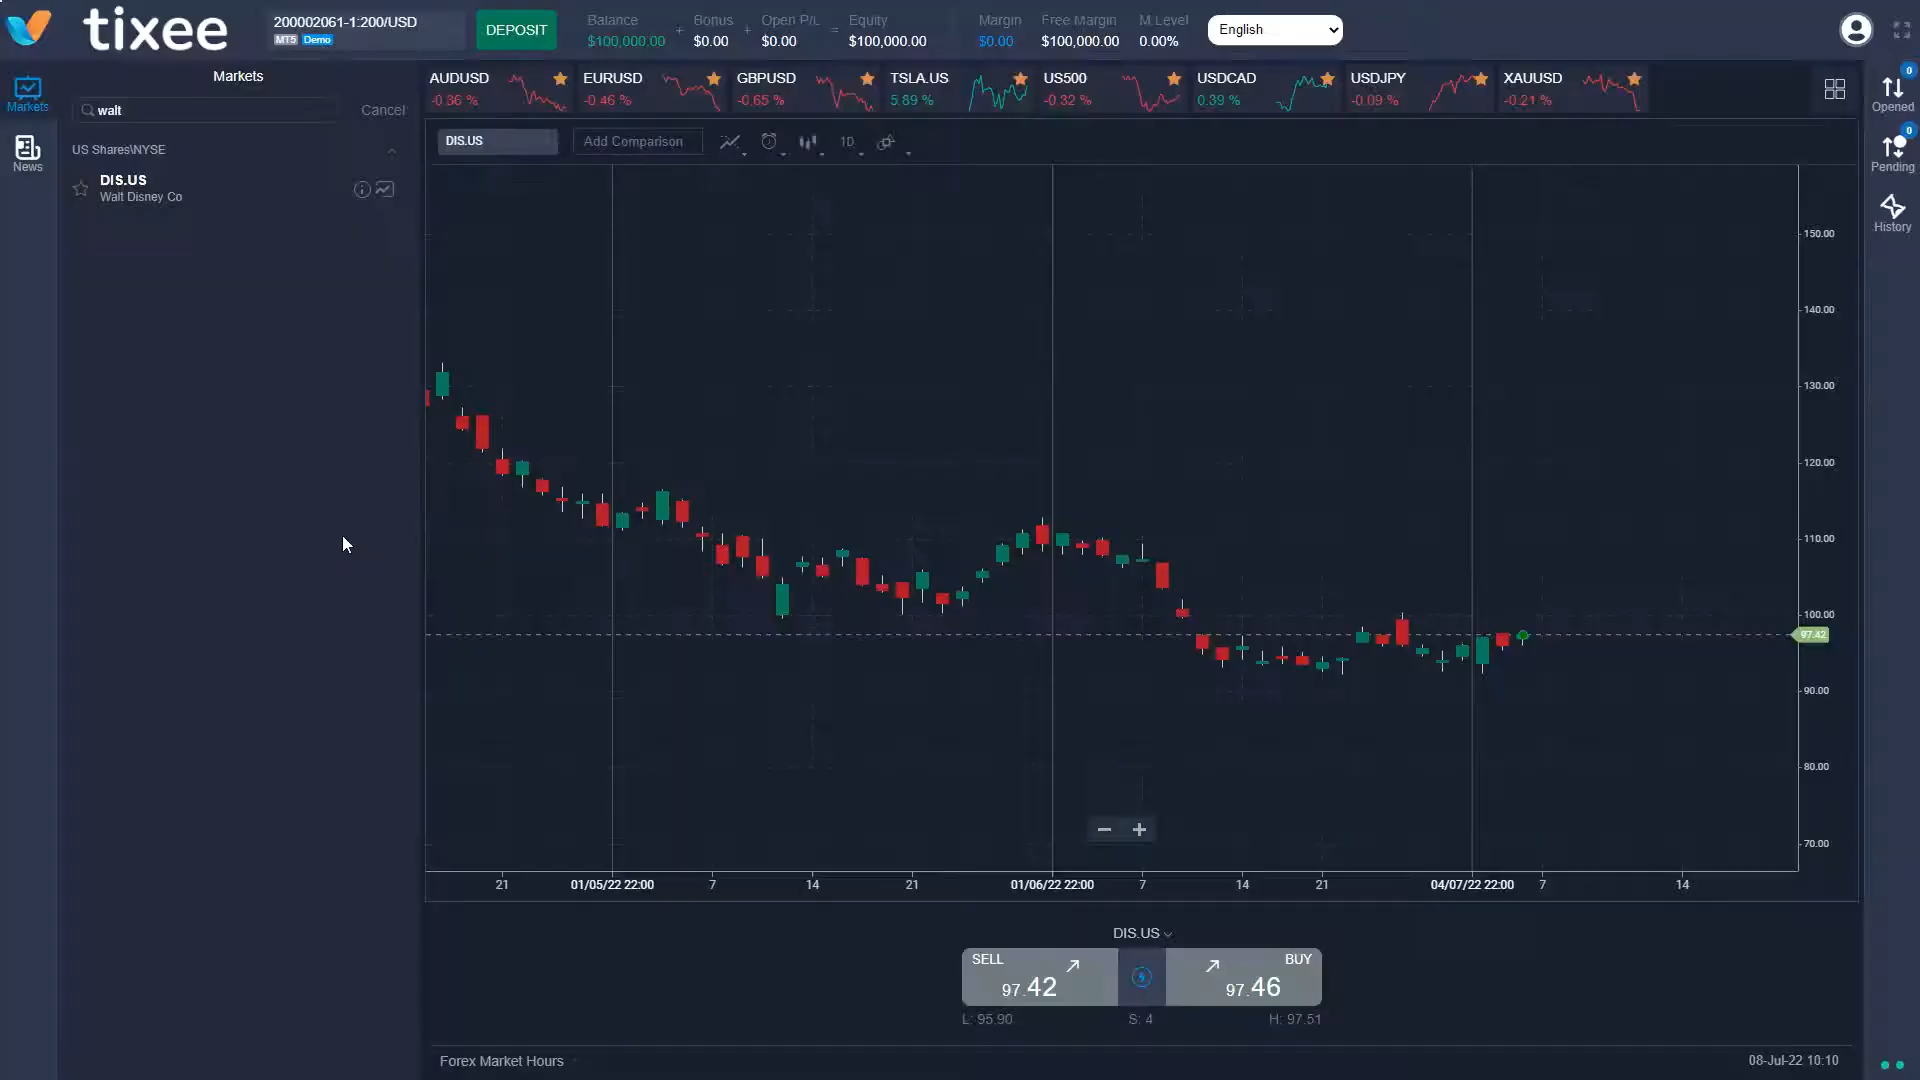 tixee
200002061-1:200/USD
MT5 Demo
DEPOSIT
Balance
$100,000.00
+
Bonus
$0.00
+
Open P/L
$0.00
=
Equity
$100,000.00
Margin
$0.00
Free Margin
$100,000.00
M.Level
0.00%
English
Markets
News
Markets
walt
Cancel
US Shares\NYSE
DIS.US
Walt Disney Co
AUDUSD
-0.36 %
EURUSD
-0.46 %
GBPUSD
-0.65 %
TSLA.US
5.89 %
US500
-0.32 %
USDCAD
0.39 %
USDJPY
-0.09 %
XAUUSD
-0.21 %
DIS.US
Add Comparison
1D
150.00
140.00
130.00
120.00
110.00
100.00
97.42
90.00
80.00
70.00
21 01/05/22 22:00 7 14 21 01/06/22 22:00 7 14 21 04/07/22 22:00 7 14
DIS.US
SELL
97.42
BUY
97.46
L: 95.90 S: 4 H: 97.51
Forex Market Hours
08-Jul-22 10:10
0
Opened
0
Pending
History